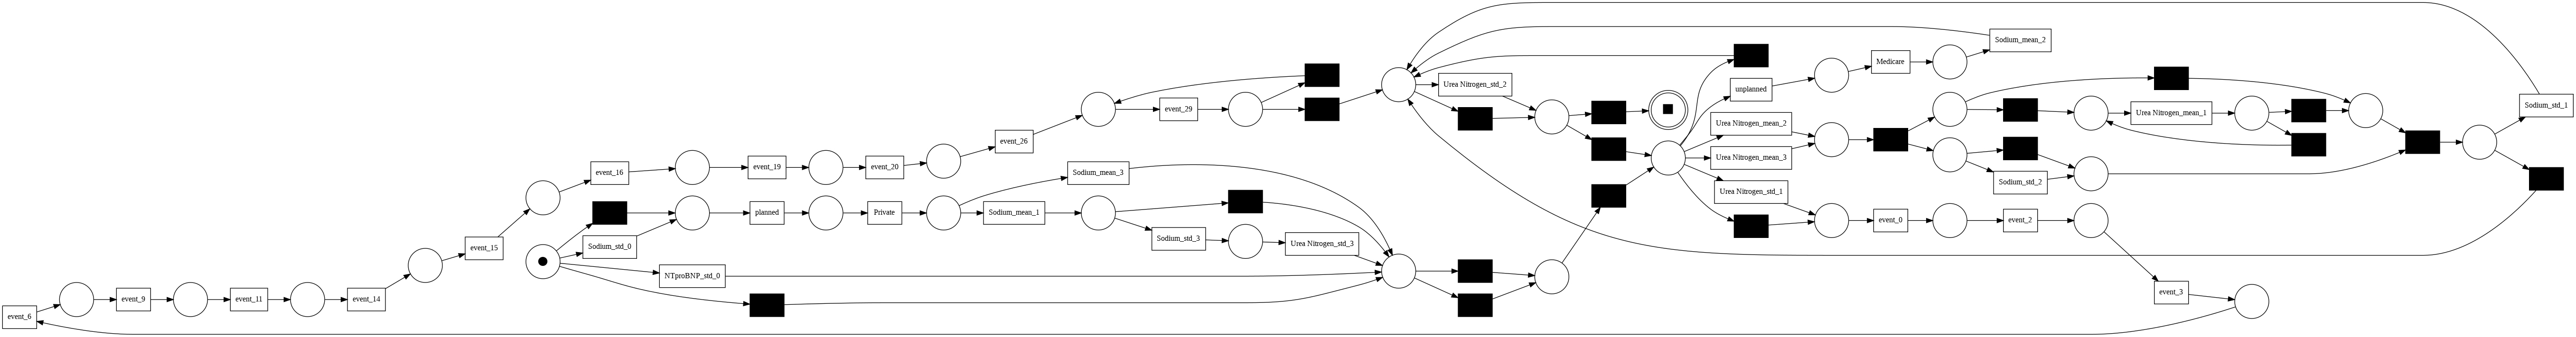 Sodium_mean_2
unplanned
Medicare
Urea Nitrogen_std_2
Sodium_std_1
event_29
Urea Nitrogen_mean_1
Urea Nitrogen_mean_2
event_26
Urea Nitrogen_mean_3
event_16
event_19
event_20
Sodium_mean_3
Sodium_std_2
Urea Nitrogen_std_1
planned
Private
Sodium_mean_1
event_0
event_2
event_15
Sodium_std_0
Sodium_std_3
Urea Nitrogen_std_3
NTproBNP_std_0
event_3
event_9
event_11
event_14
event_6